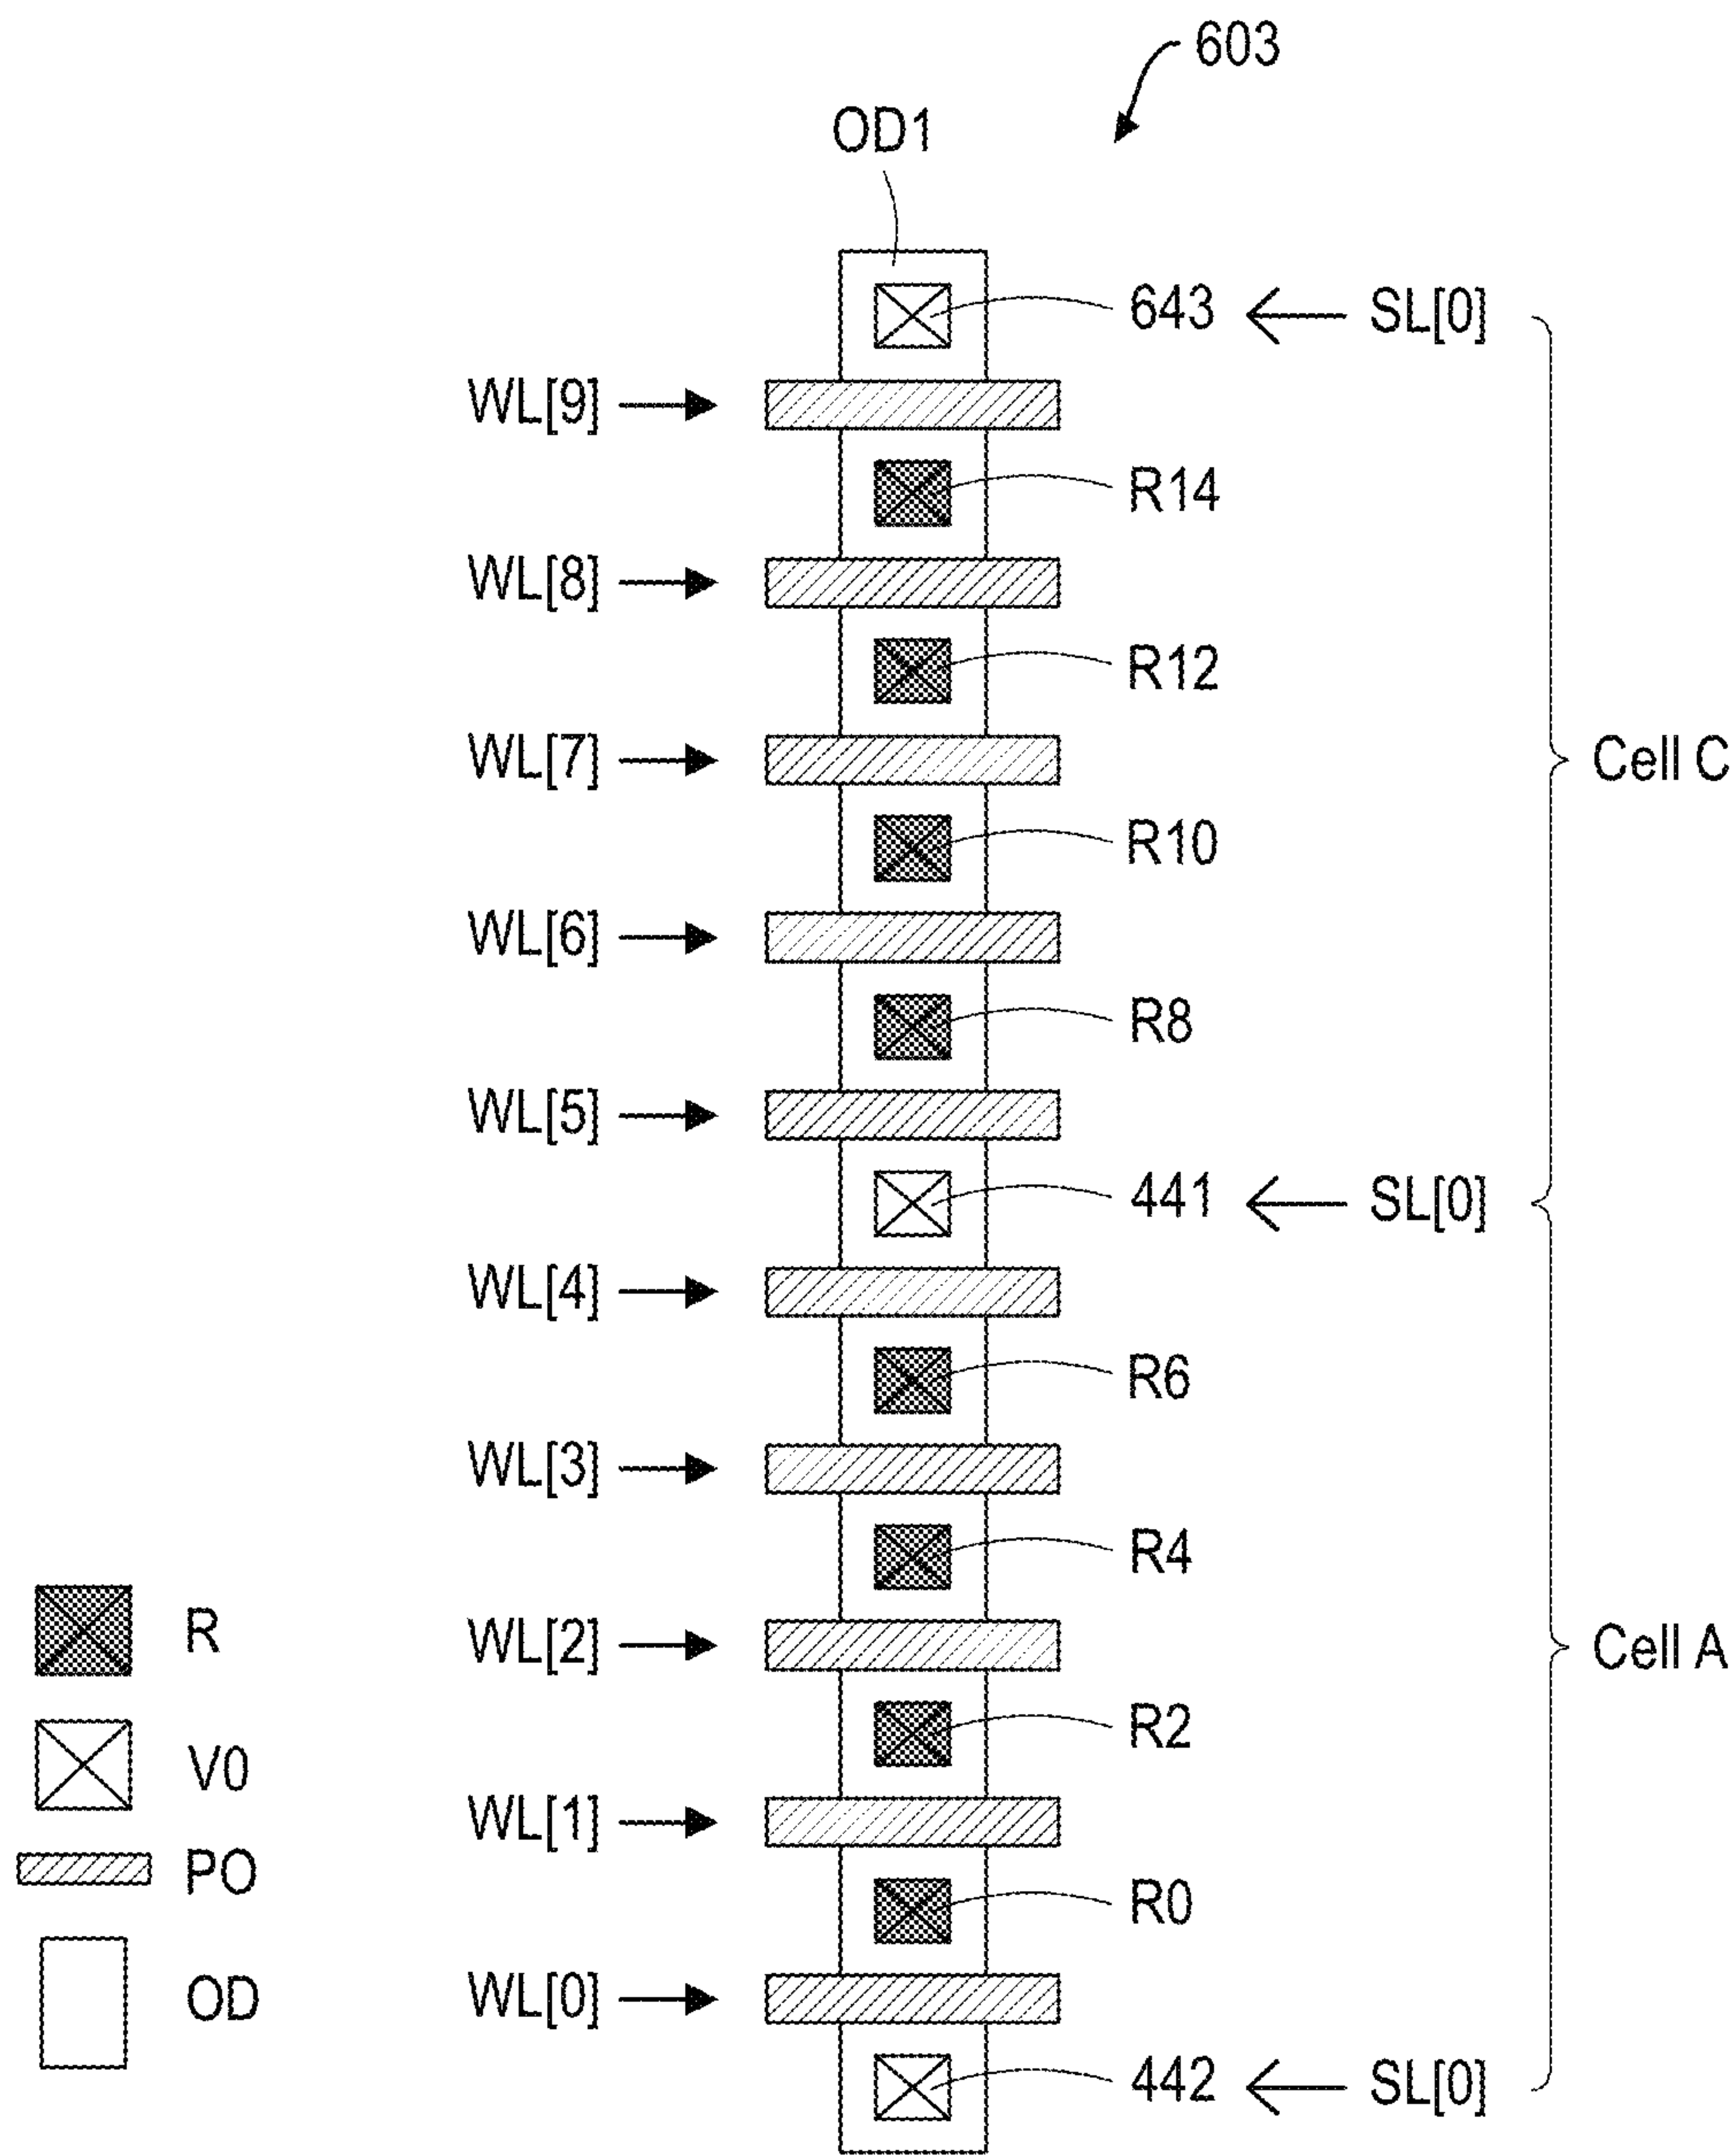 603
OD1
643 SL[0]
WL[9]
R14
WL[8]
R12
WL[7] Cell C
R10
WL[6]
R8
WL[5]
441 SL[0]
WL[4]
R6
WL[3]
R4
R
WL[2] Cell A
R2
V0
WL[1]
PO
R0
WL[0]
OD
442 SL[0]